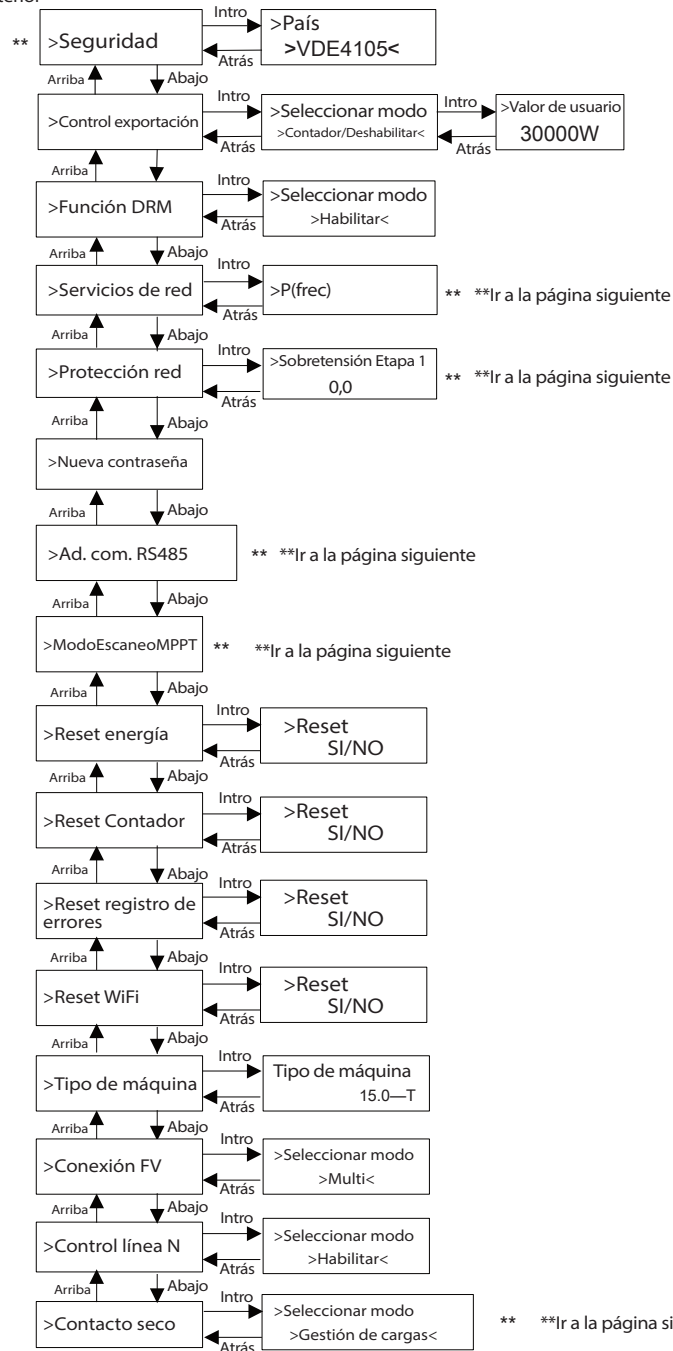 Intro
>País
** >Seguridad
>VDE4105<
Atrás
Arriba Abajo
Intro Intro
>Control exportación >Seleccionar modo >Valor de usuario
>Contador/Deshabilitar< 30000W
Atrás Atrás
Arriba
Intro
>Función DRM >Seleccionar modo
>Habilitar<
Atrás
Arriba Abajo
Intro
>Servicios de red >P(frec) ** **Ir a la página siguiente
Atrás
Arriba Abajo
Intro
>Protección red >Sobretensión Etapa 1 ** **Ir a la página siguiente
0,0
Atrás
Arriba Abajo
>Nueva contraseña
Arriba Abajo
>Ad. com. RS485 ** **Ir a la página siguiente
Arriba Abajo
>ModoEscaneoMPPT ** **Ir a la página siguiente
Arriba Abajo
Intro
>Reset energía >Reset
SI/NO
Atrás
Arriba Abajo
Intro
>Reset Contador >Reset
SI/NO
Atrás
Arriba Abajo
Intro
>Reset registro de >Reset
errores SI/NO
Atrás
Arriba Abajo
Intro
>Reset WiFi >Reset
SI/NO
Atrás
Arriba Abajo
Intro
>Tipo de máquina Tipo de máquina
15.0—T
Atrás
Arriba Abajo
Intro
>Conexión FV >Seleccionar modo
>Multi<
Atrás
Arriba Abajo
Intro
>Control línea N >Seleccionar modo
>Habilitar<
Atrás
Arriba Abajo
Intro
>Contacto seco >Seleccionar modo ** **Ir a la página si
>Gestión de cargas<
Atrás